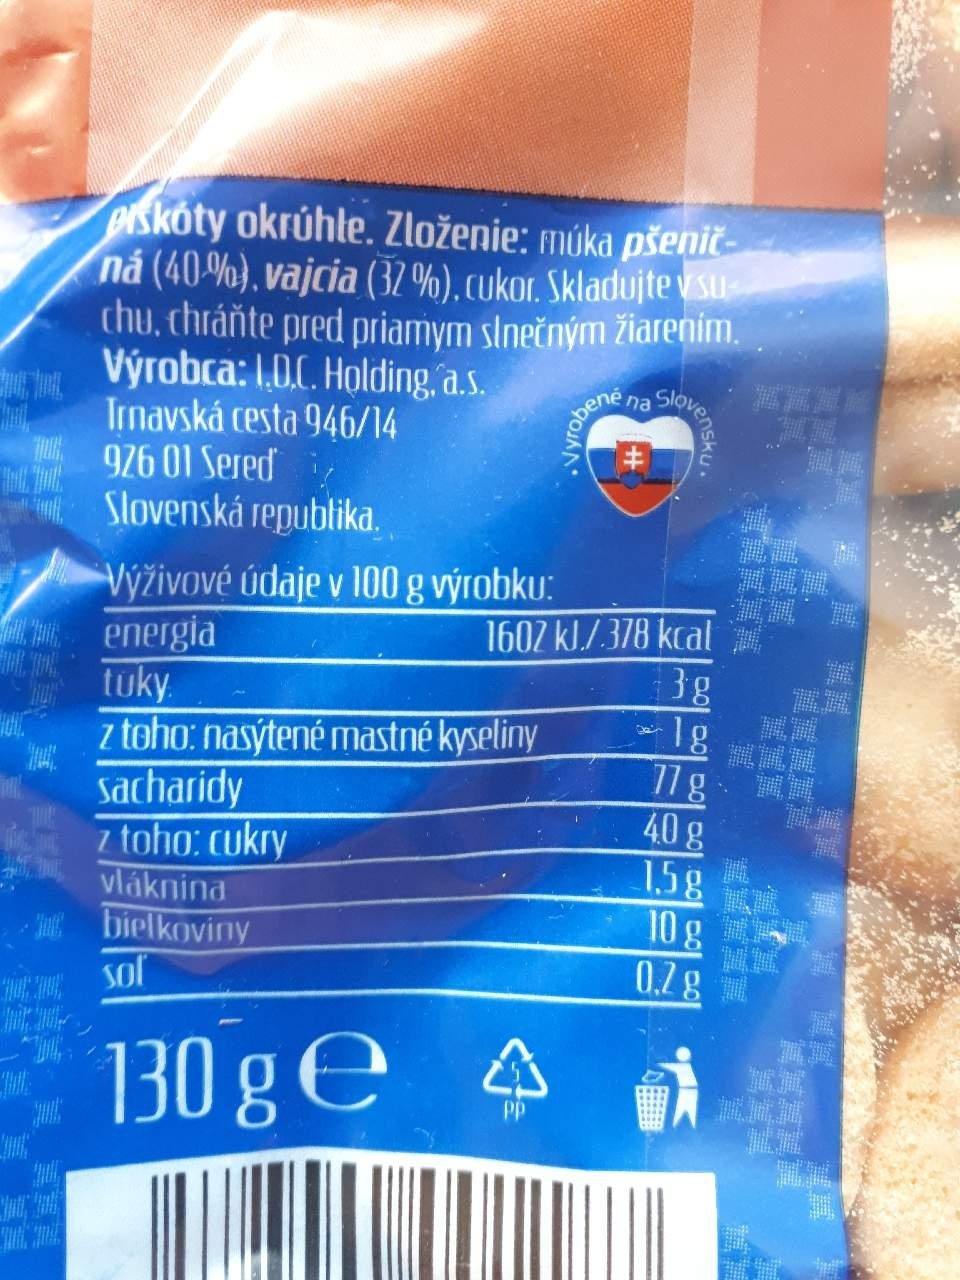 piškóty okrúhle. Zloženie: múka pšenič-
ná (40 %), vajcia (32 %), cukor. Skladujte v su-
chu, chráňte pred priamym slnečným žiarením.
Výrobca: I.D.C. Holding, a.s.
Trnavská cesta 946/14
926 01 Sereď
Slovenská republika.
• Vyrobené na Slovensku •
Výživové údaje v 100 g výrobku:
energia 1602 kJ / 378 kcal
tuky 3 g
z toho: nasýtené mastné kyseliny 1 g
sacharidy 77 g
z toho: cukry 40 g
vláknina 1,5 g
bielkoviny 10 g
soľ 0,2 g
130 g e
5
PP